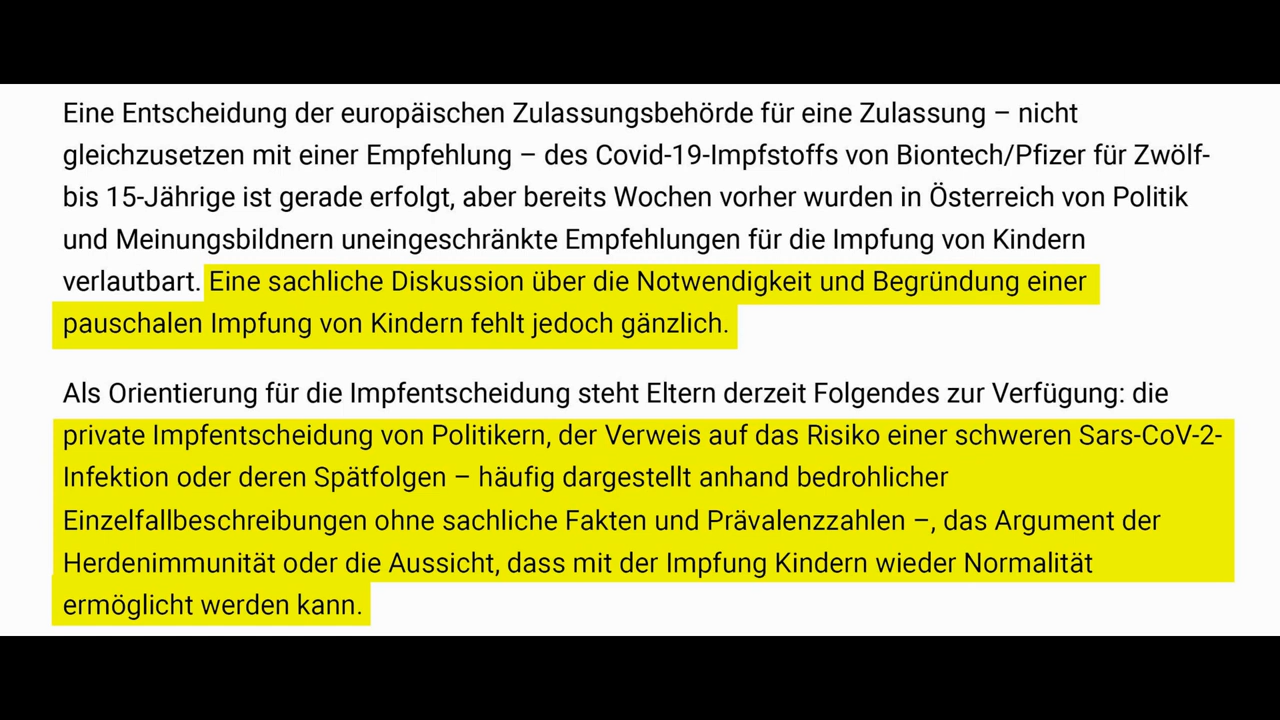 Eine Entscheidung der europäischen Zulassungsbehörde für eine Zulassung – nicht
gleichzusetzen mit einer Empfehlung – des Covid-19-Impfstoffs von Biontech/Pfizer für Zwölf-
bis 15-Jährige ist gerade erfolgt, aber bereits Wochen vorher wurden in Österreich von Politik
und Meinungsbildnern uneingeschränkte Empfehlungen für die Impfung von Kindern
verlautbart. Eine sachliche Diskussion über die Notwendigkeit und Begründung einer
pauschalen Impfung von Kindern fehlt jedoch gänzlich.
Als Orientierung für die Impfentscheidung steht Eltern derzeit Folgendes zur Verfügung: die
private Impfentscheidung von Politikern, der Verweis auf das Risiko einer schweren Sars-CoV-2-
Infektion oder deren Spätfolgen – häufig dargestellt anhand bedrohlicher
Einzelfallbeschreibungen ohne sachliche Fakten und Prävalenzzahlen –, das Argument der
Herdenimmunität oder die Aussicht, dass mit der Impfung Kindern wieder Normalität
ermöglicht werden kann.